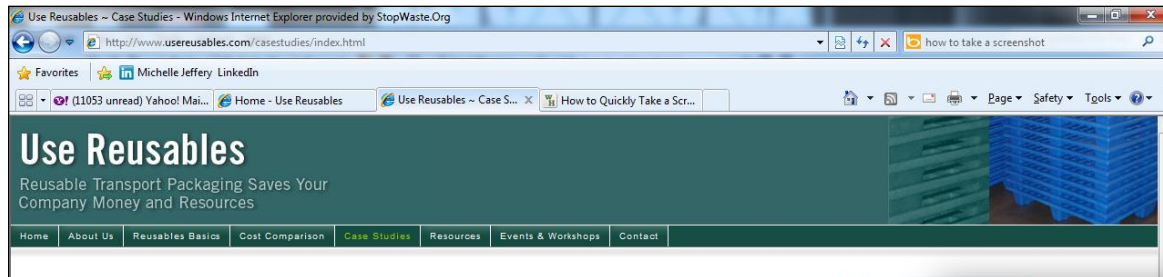 Use Reusables ~ Case Studies - Windows Internet Explorer provided by StopWaste.Org
http://www.usereusables.com/casestudies/index.html
how to take a screenshot
Favorites
Michelle Jeffery LinkedIn
(11053 unread) Yahoo! Mai...
Home - Use Reusables
Use Reusables ~ Case S...
How to Quickly Take a Scr...
Page
Safety
Tools
Use Reusables
Reusable Transport Packaging Saves Your
Company Money and Resources
Home
About Us
Reusables Basics
Cost Comparison
Case Studies
Resources
Events & Workshops
Contact